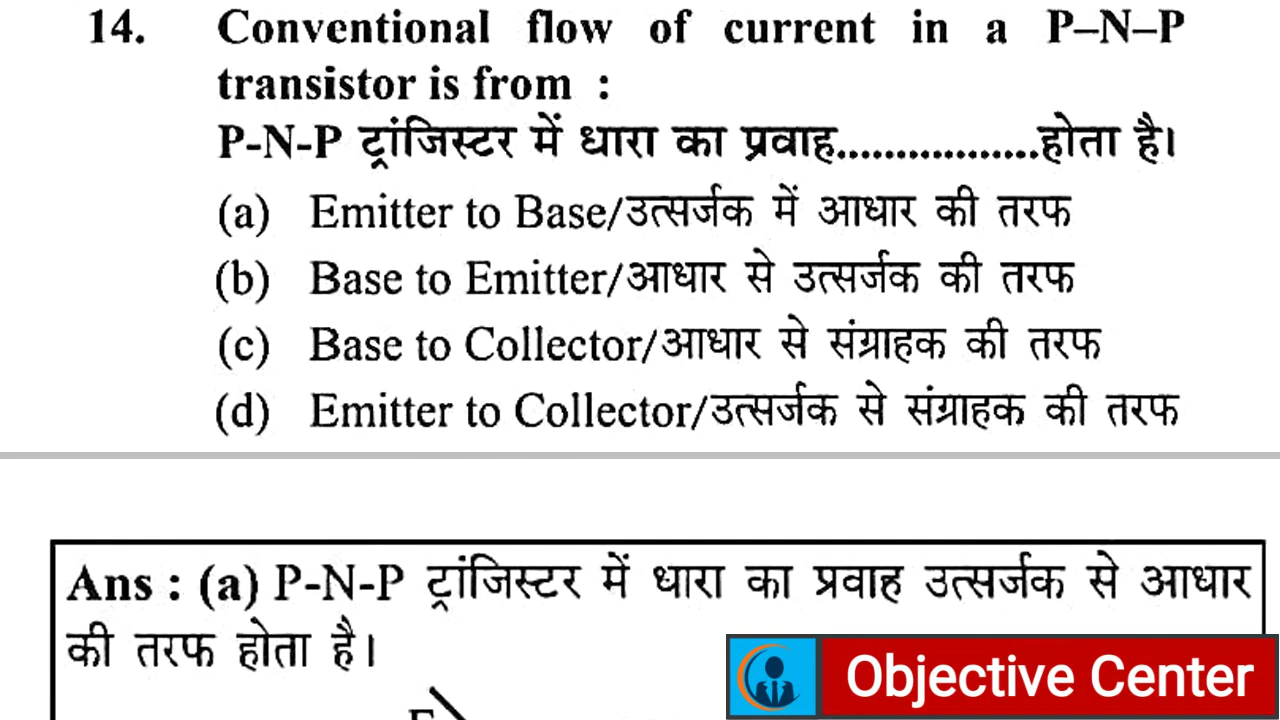 14. Conventional flow of current in a P–N–P
transistor is from :
P-N-P ट्रांजिस्टर में धारा का प्रवाह.................होता है।
(a) Emitter to Base/उत्सर्जक में आधार की तरफ
(b) Base to Emitter/आधार से उत्सर्जक की तरफ
(c) Base to Collector/आधार से संग्राहक की तरफ
(d) Emitter to Collector/उत्सर्जक से संग्राहक की तरफ
Ans : (a) P-N-P ट्रांजिस्टर में धारा का प्रवाह उत्सर्जक से आधार
की तरफ होता है।
Objective Center